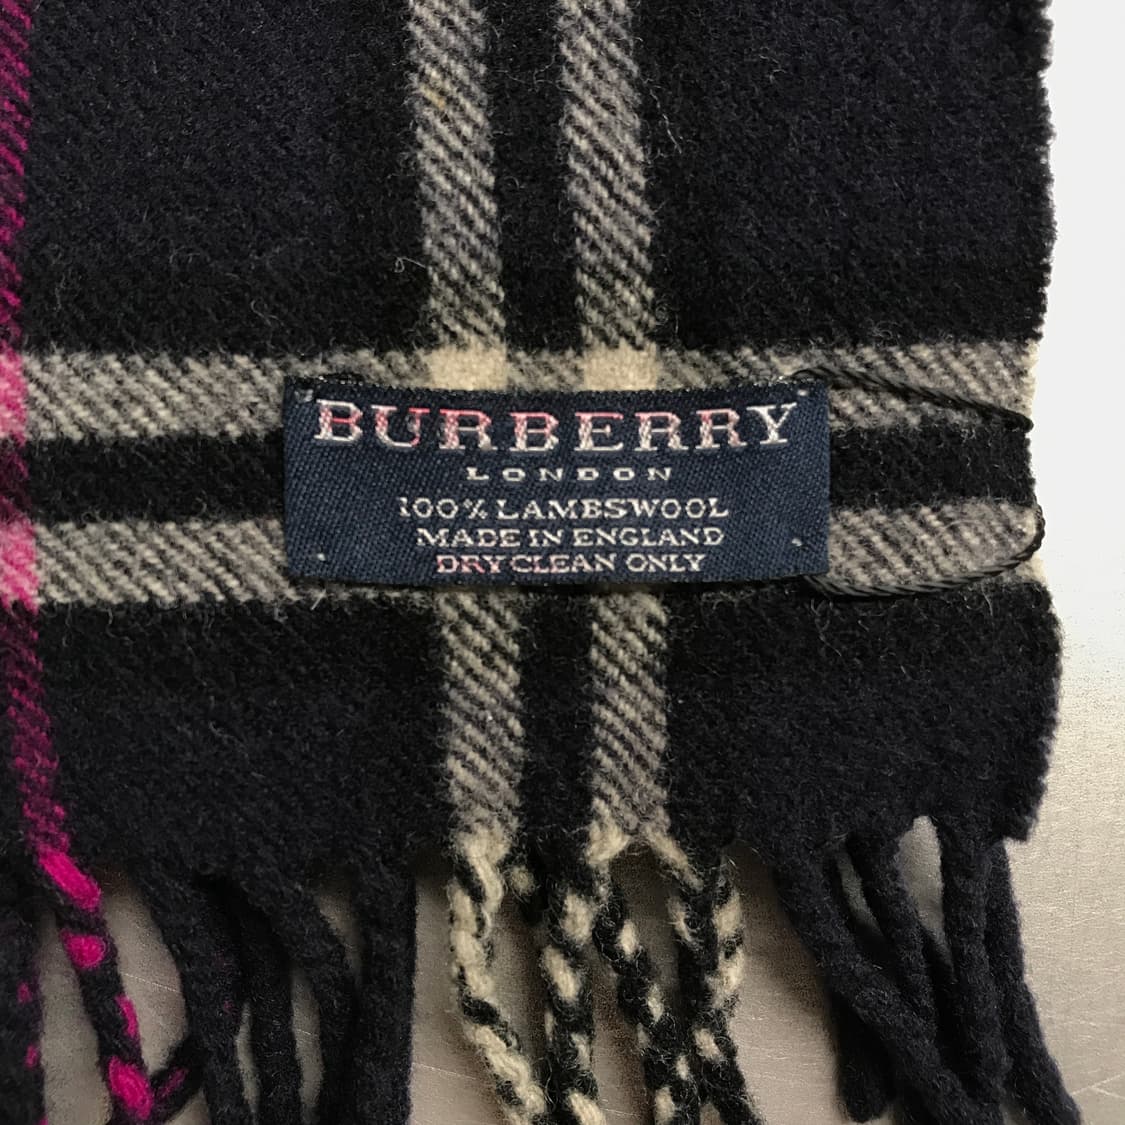 BURBERRY
LONDON
100% LAMBSWOOL
MADE IN ENGLAND
DRY CLEAN ONLY